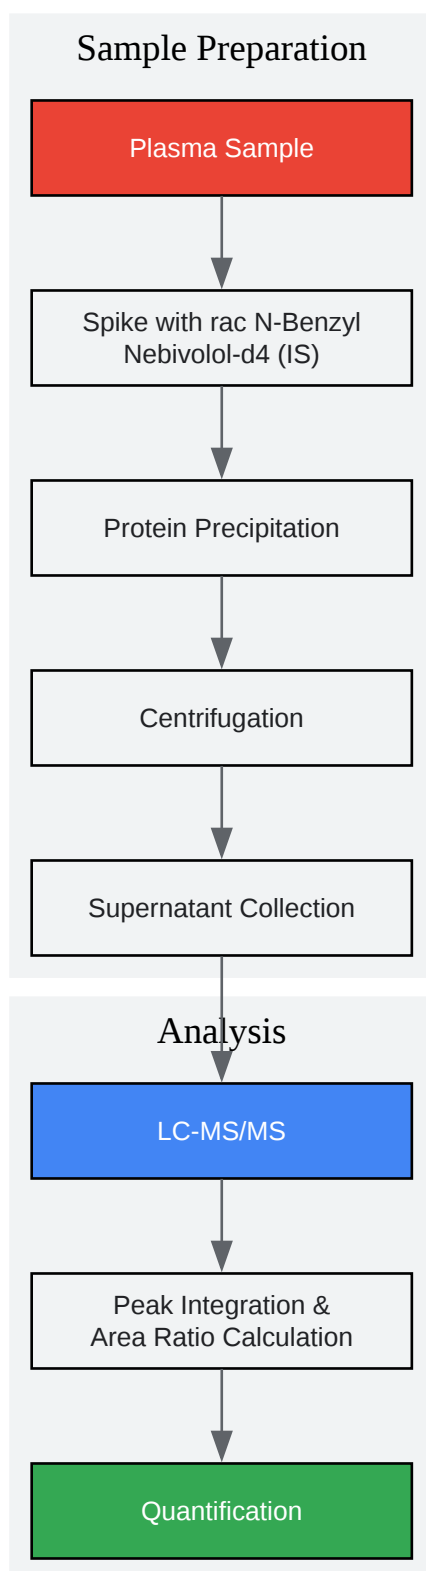 Sample Preparation
Plasma Sample
Spike with rac N-Benzyl
Nebivolol-d4 (IS)
Protein Precipitation
Centrifugation
Supernatant Collection
Analysis
LC-MS/MS
Peak Integration &
Area Ratio Calculation
Quantification